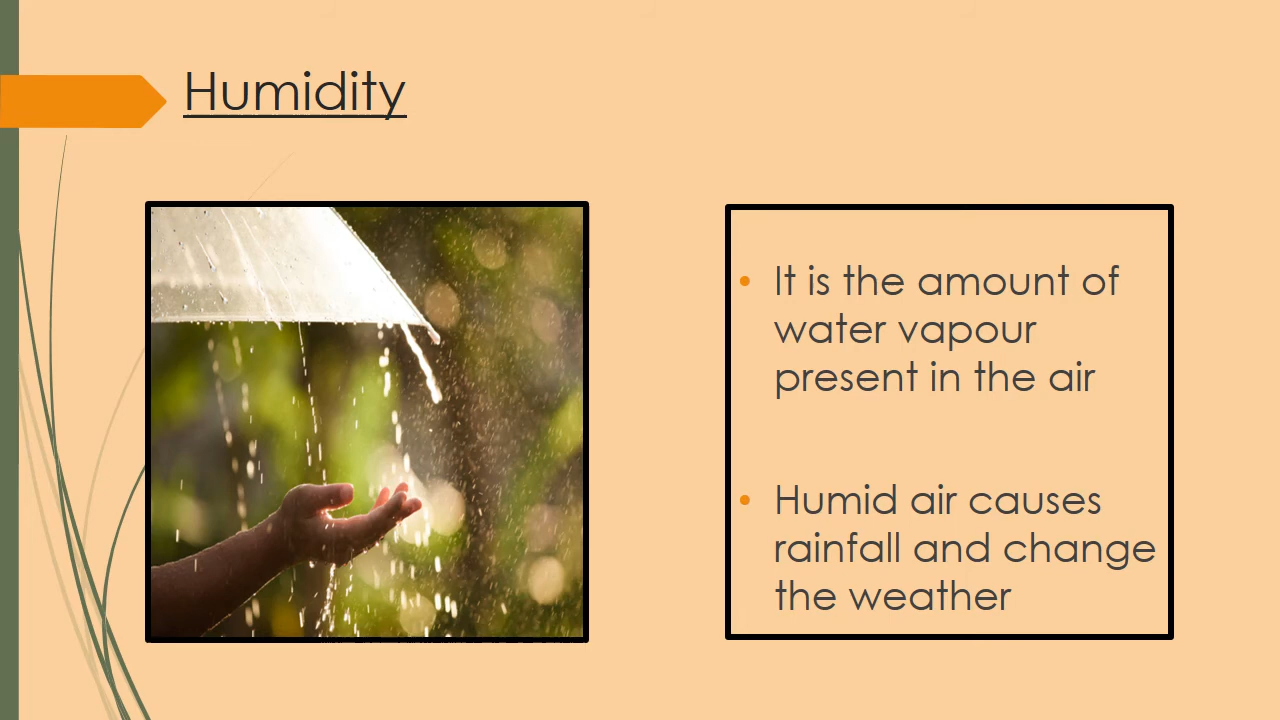 Humidity
• It is the amount of
water vapour
present in the air
• Humid air causes
rainfall and change
the weather